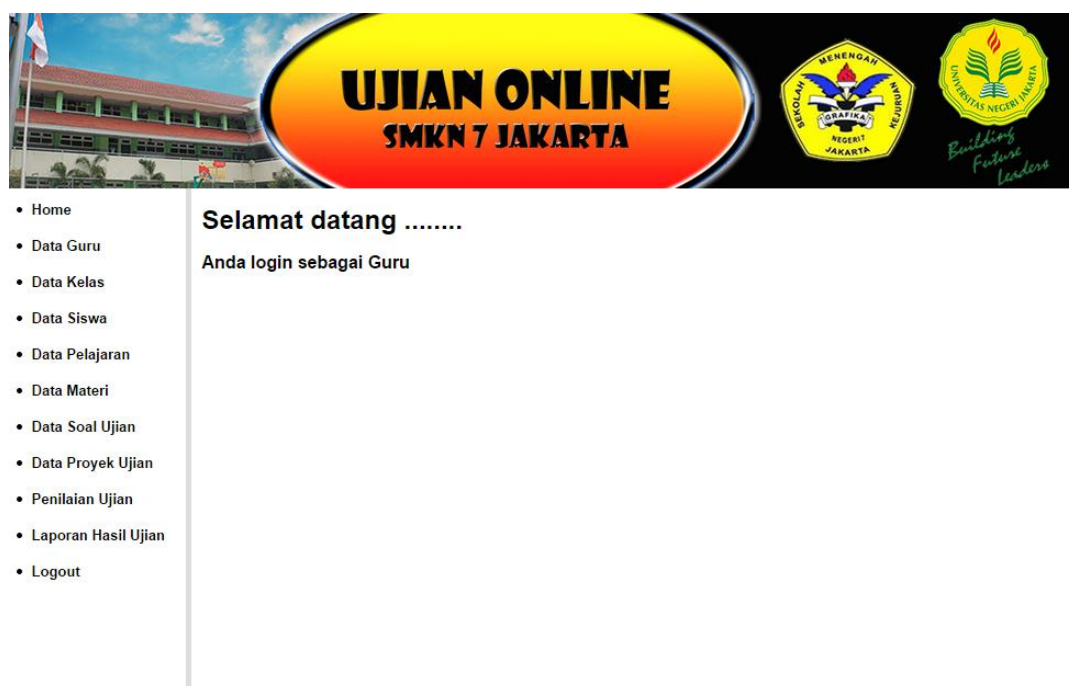 UJIAN ONLINE
SMKN 7 JAKARTA
SEKOLAH MENENGAH KEJURUAN
GRAFIKA
NEGERI 7
JAKARTA
UNIVERSITAS NEGERI JAKARTA
Building
Future
Leaders
• Home
• Data Guru
• Data Kelas
• Data Siswa
• Data Pelajaran
• Data Materi
• Data Soal Ujian
• Data Proyek Ujian
• Penilaian Ujian
• Laporan Hasil Ujian
• Logout
Selamat datang ........
Anda login sebagai Guru